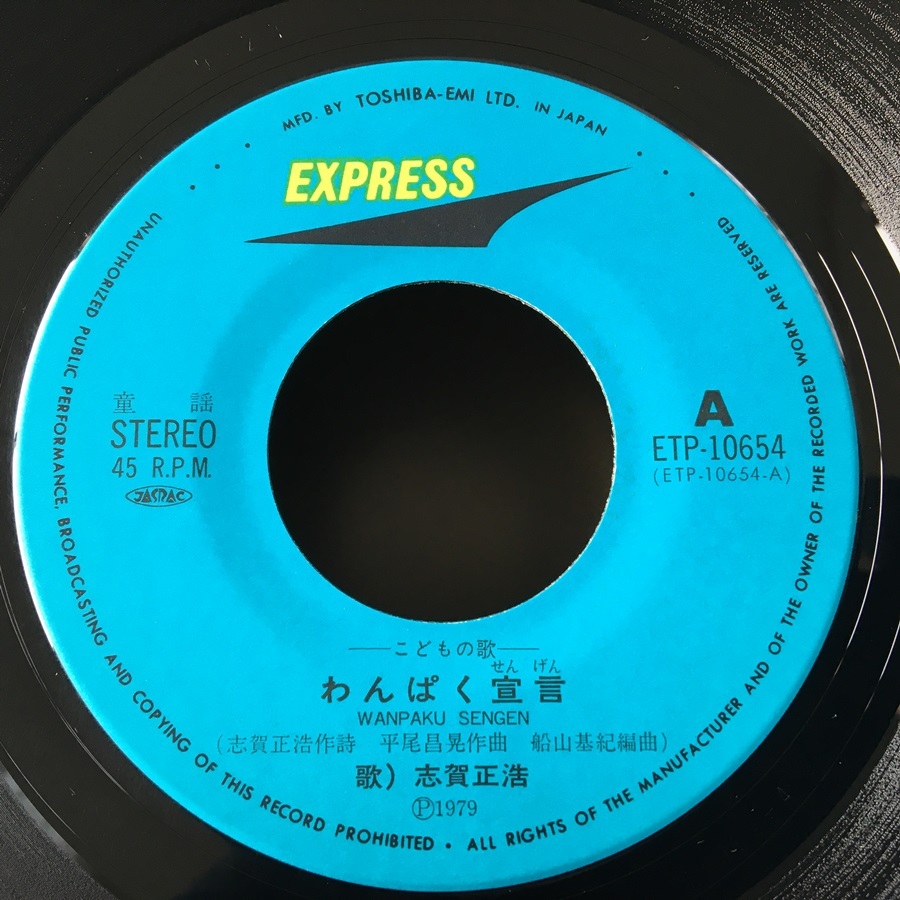 MFD. BY TOSHIBA-EMI LTD. IN JAPAN
EXPRESS
童謡
STEREO
45 R.P.M.
JASRAC
A
ETP-10654
(ETP-10654-A)
——こどもの歌——
せん げん
わんぱく宣言
WANPAKU SENGEN
(志賀正浩作詩 平尾昌晃作曲 船山基紀編曲)
歌) 志賀正浩
Ⓟ1979
UNAUTHORIZED PUBLIC PERFORMANCE, BROADCASTING AND COPYING OF THIS RECORD PROHIBITED • ALL RIGHTS OF THE MANUFACTURER AND OF THE OWNER OF THE RECORDED WORK ARE RESERVED